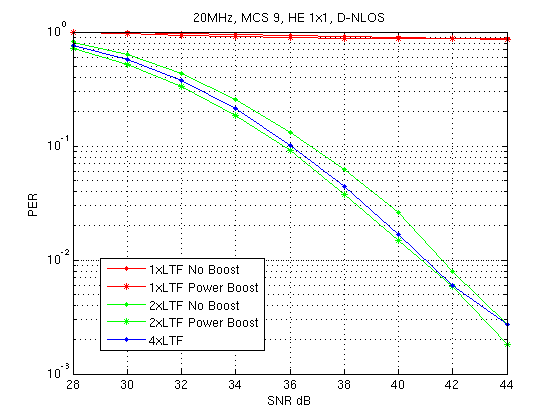 20MHz, MCS 9, HE 1x1, D-NLOS
10^0
10^-1
10^-2
10^-3
PER
1xLTF No Boost
1xLTF Power Boost
2xLTF No Boost
2xLTF Power Boost
4xLTF
28 30 32 34 36 38 40 42 44
SNR dB